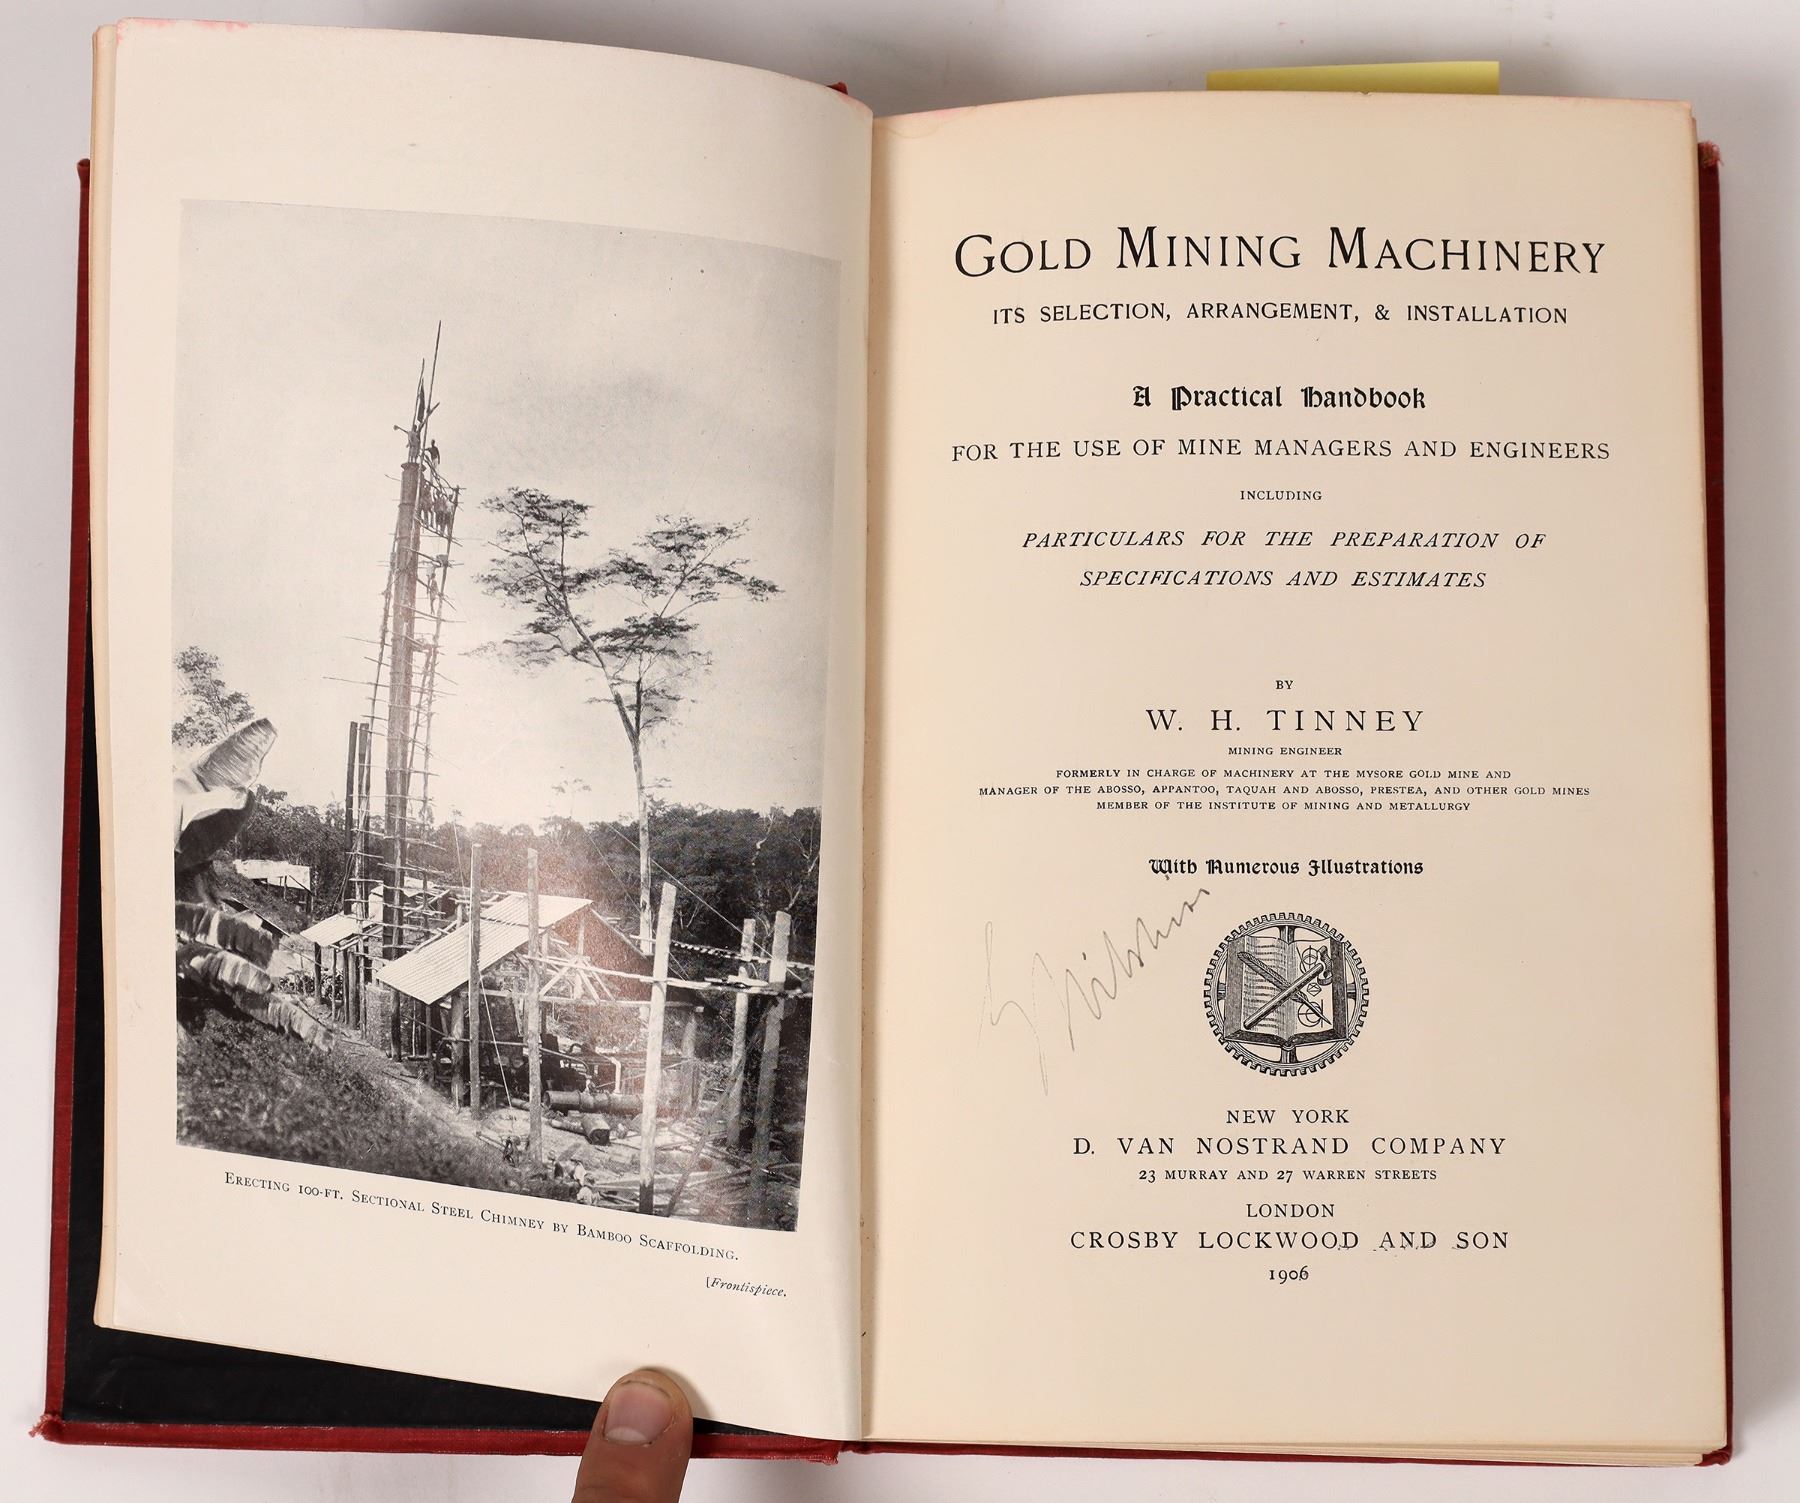 ERECTING 100-FT. SECTIONAL STEEL CHIMNEY BY BAMBOO SCAFFOLDING.
[Frontispiece.
GOLD MINING MACHINERY
ITS SELECTION, ARRANGEMENT, & INSTALLATION
A Practical Handbook
FOR THE USE OF MINE MANAGERS AND ENGINEERS
INCLUDING
PARTICULARS FOR THE PREPARATION OF
SPECIFICATIONS AND ESTIMATES
BY
W. H. TINNEY
MINING ENGINEER
FORMERLY IN CHARGE OF MACHINERY AT THE MYSORE GOLD MINE AND
MANAGER OF THE ABOSSO, APPANTOO, TAQUAH AND ABOSSO, PRESTEA, AND OTHER GOLD MINES
MEMBER OF THE INSTITUTE OF MINING AND METALLURGY
With Numerous Illustrations
NEW YORK
D. VAN NOSTRAND COMPANY
23 MURRAY AND 27 WARREN STREETS
LONDON
CROSBY LOCKWOOD AND SON
1906